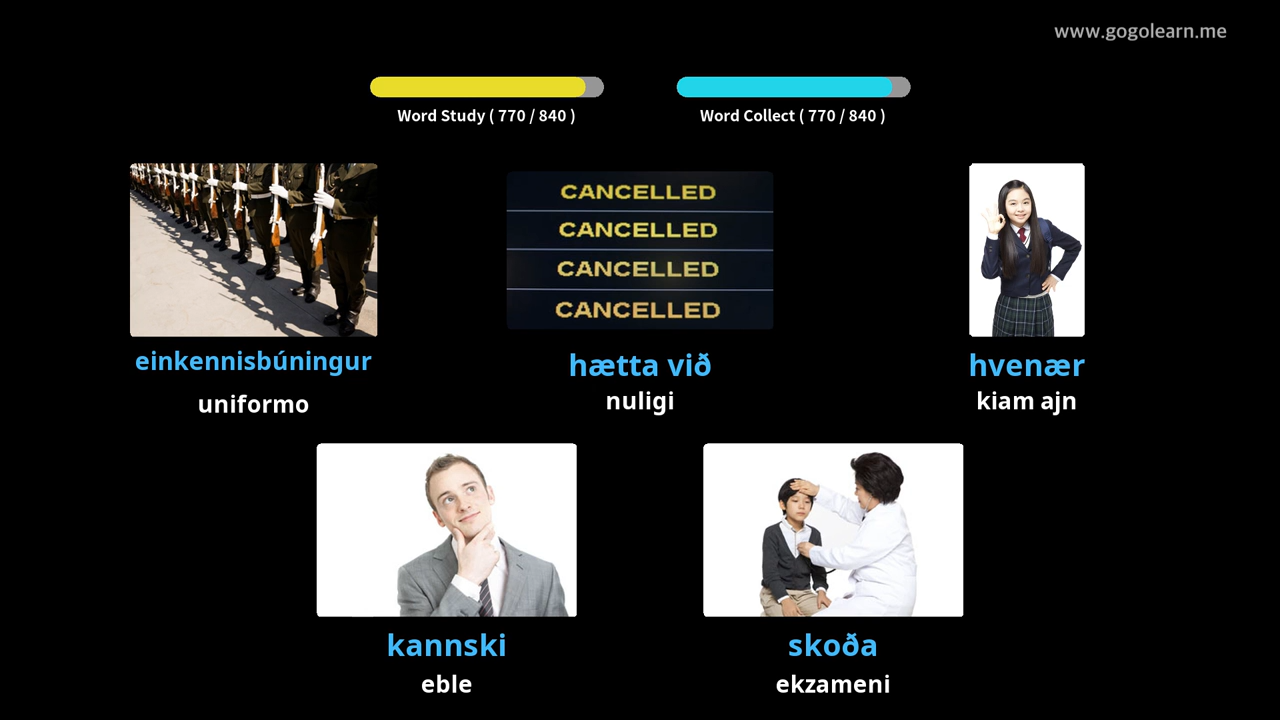 www.gogolearn.me
Word Study ( 770 / 840 )
Word Collect ( 770 / 840 )
CANCELLED
CANCELLED
CANCELLED
CANCELLED
einkennisbúningur
uniformo
hætta við
nuligi
hvenær
kiam ajn
kannski
eble
skoða
ekzameni